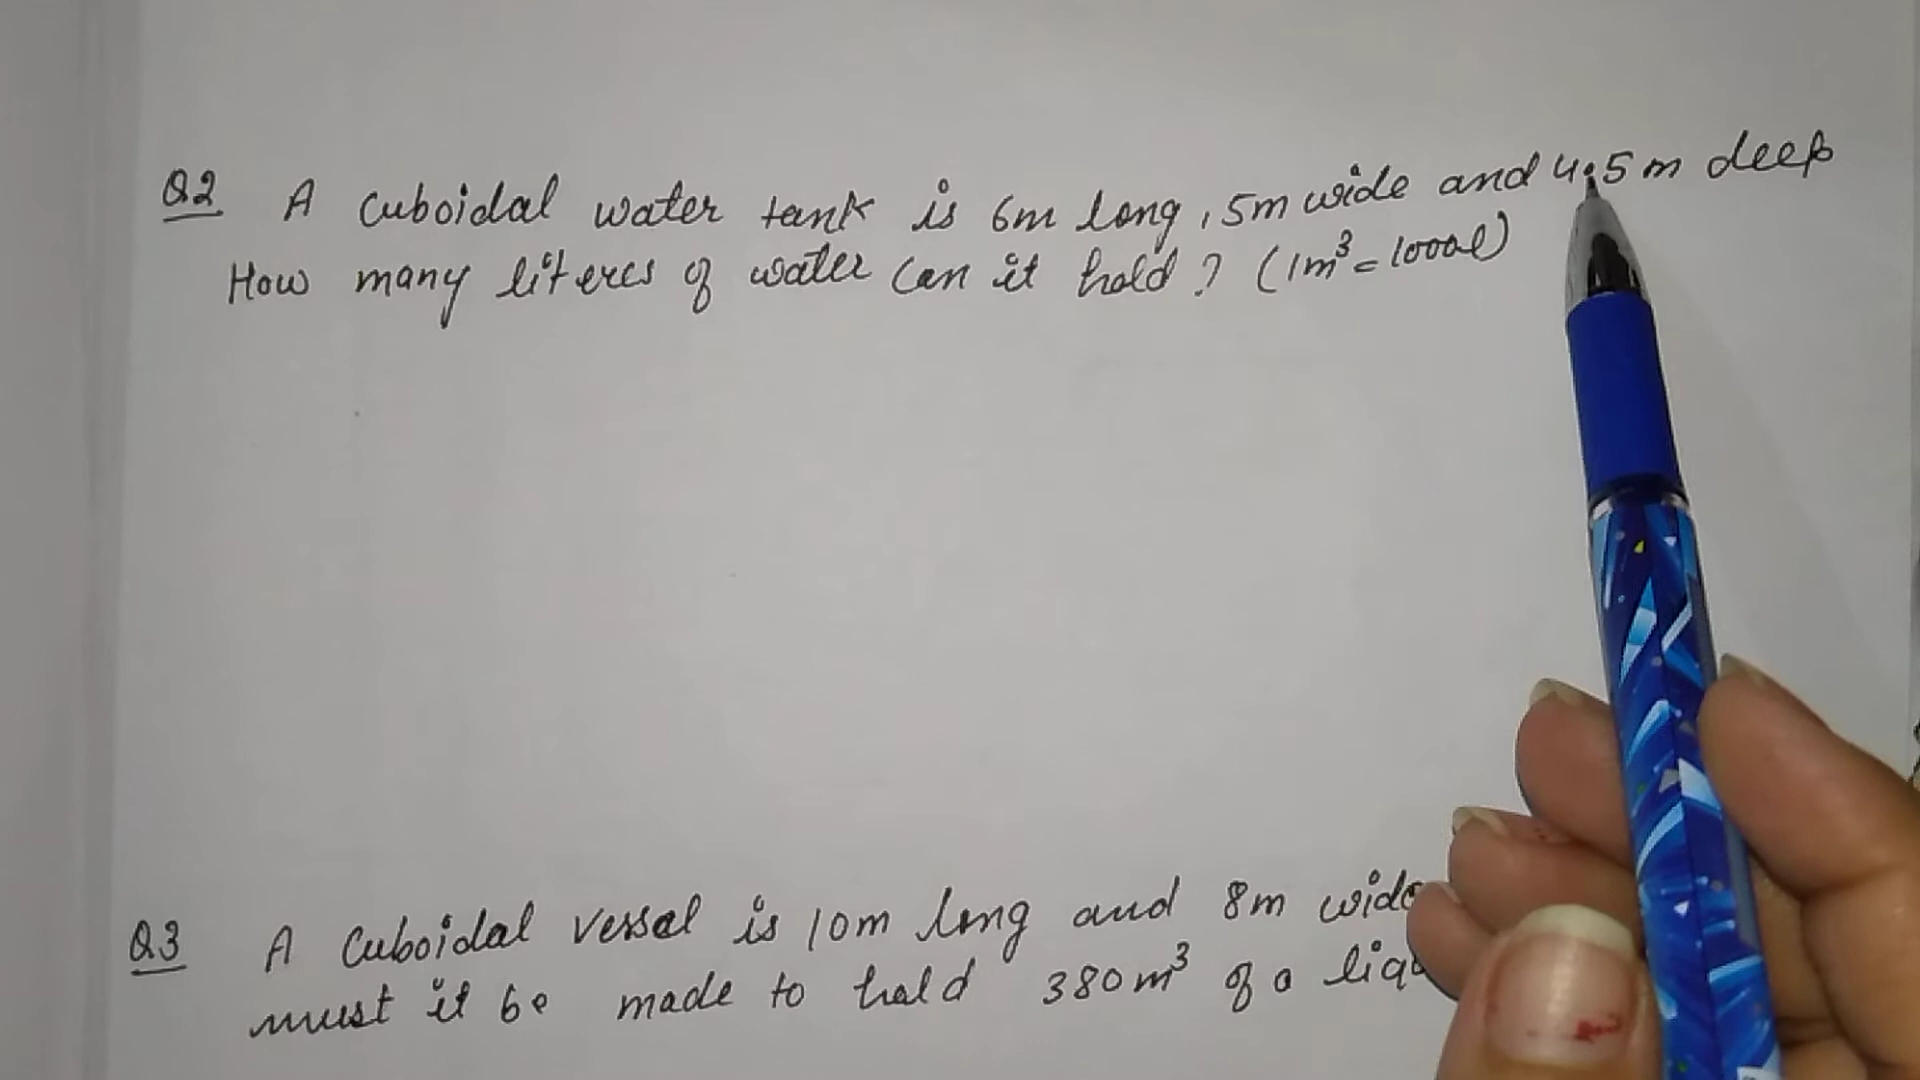 Q2 A cuboidal water tank is 6m long, 5m wide and 4.5m deep
How many literes of water can it hold? (1m³ = 1000l)
Q3 A cuboidal vessel is 10m long and 8m wide
must it be made to hold 380m³ of a